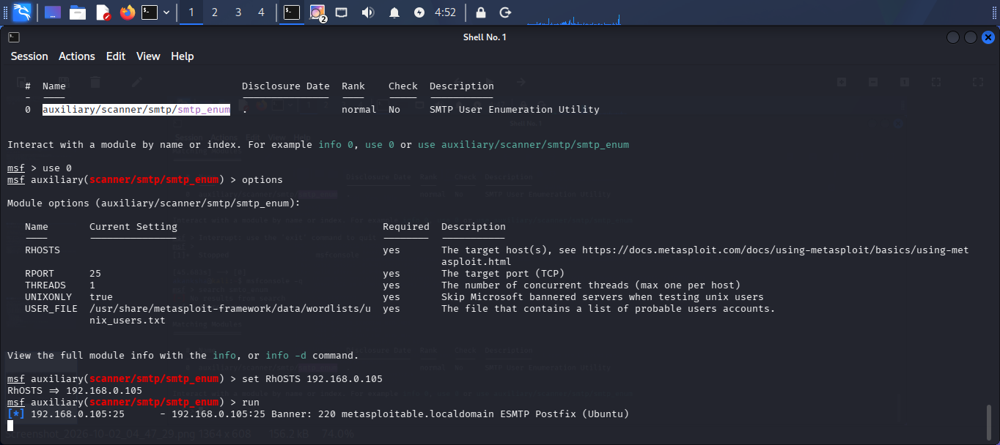 1 2 3 4 2 4:52
Shell No. 1
Session Actions Edit View Help
# Name Disclosure Date Rank Check Description
- ---- --------------- ---- ----- -----------
0 auxiliary/scanner/smtp/smtp_enum . normal No SMTP User Enumeration Utility
Interact with a module by name or index. For example info 0, use 0 or use auxiliary/scanner/smtp/smtp_enum
msf > use 0
msf auxiliary(scanner/smtp/smtp_enum) > options
Module options (auxiliary/scanner/smtp/smtp_enum):
Name Current Setting Required Description
---- --------------- -------- -----------
RHOSTS yes The target host(s), see https://docs.metasploit.com/docs/using-metasploit/basics/using-met
asploit.html
RPORT 25 yes The target port (TCP)
THREADS 1 yes The number of concurrent threads (max one per host)
UNIXONLY true yes Skip Microsoft bannered servers when testing unix users
USER_FILE /usr/share/metasploit-framework/data/wordlists/u yes The file that contains a list of probable users accounts.
nix_users.txt
View the full module info with the info, or info -d command.
msf auxiliary(scanner/smtp/smtp_enum) > set RhOSTS 192.168.0.105
RhOSTS => 192.168.0.105
msf auxiliary(scanner/smtp/smtp_enum) > run
[*] 192.168.0.105:25 - 192.168.0.105:25 Banner: 220 metasploitable.localdomain ESMTP Postfix (Ubuntu)
Screenshot_2026-10-02_04_47_29.png 1364 x 608 156.2 kB 74.0%